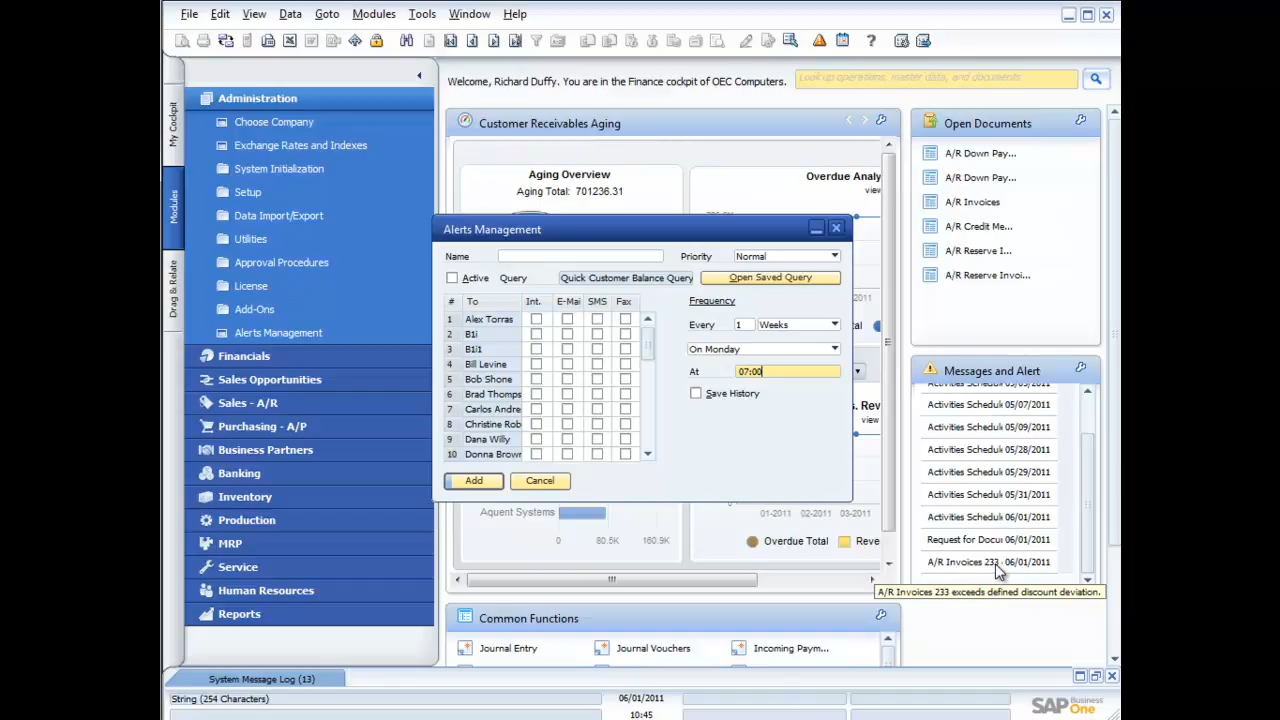 File Edit View Data Goto Modules Tools Window Help
Welcome, Richard Duffy. You are in the Finance cockpit of OEC Computers.
Look up operations, master data, and documents
My Cockpit
Modules
Drag & Relate
Administration
Choose Company
Exchange Rates and Indexes
System Initialization
Setup
Data Import/Export
Utilities
Approval Procedures
License
Add-Ons
Alerts Management
Financials
Sales Opportunities
Sales - A/R
Purchasing - A/P
Business Partners
Banking
Inventory
Production
MRP
Service
Human Resources
Reports
Customer Receivables Aging
Aging Overview
Aging Total: 701236.31
Overdue Analy
view
Alerts Management
Name
Priority Normal
Active Query Quick Customer Balance Query Open Saved Query
# To Int. E-Mai SMS Fax
1 Alex Torras
2 B1i
3 B1i1
4 Bill Levine
5 Bob Shone
6 Brad Thomps
7 Carlos Andre
8 Christine Rob
9 Dana Willy
10 Donna Brown
Frequency
Every 1 Weeks
On Monday
At 07:00
Save History
Add Cancel
2011
tal
s. Rev
view
Aquent Systems
0 80.5K 160.9K
01-2011 02-2011 03-2011
Overdue Total Reve
Common Functions
Journal Entry Journal Vouchers Incoming Paym...
Open Documents
A/R Down Pay...
A/R Down Pay...
A/R Invoices
A/R Credit Me...
A/R Reserve I...
A/R Reserve Invoi...
Messages and Alert
Activities Schedul 05/05/2011
Activities Schedul 05/07/2011
Activities Schedul 05/09/2011
Activities Schedul 05/28/2011
Activities Schedul 05/29/2011
Activities Schedul 05/31/2011
Activities Schedul 06/01/2011
Request for Docu 06/01/2011
A/R Invoices 233 06/01/2011
A/R Invoices 233 exceeds defined discount deviation.
System Message Log (13)
String (254 Characters)
06/01/2011
10:45
SAP Business One